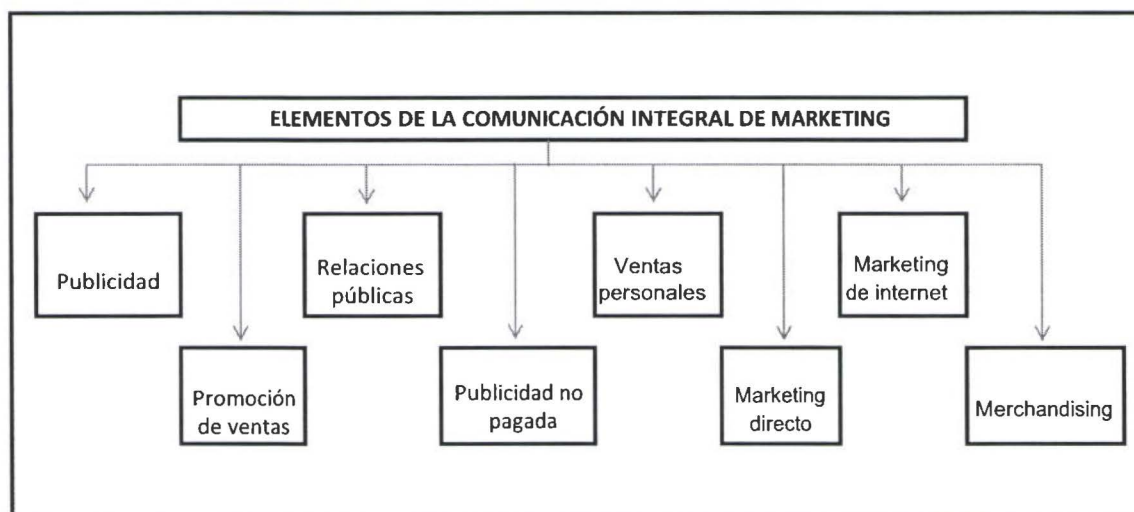 ELEMENTOS DE LA COMUNICACIÓN INTEGRAL DE MARKETING
Publicidad
Relaciones
públicas
Ventas
personales
Marketing
de internet
Promoción
de ventas
Publicidad no
pagada
Marketing
directo
Merchandising